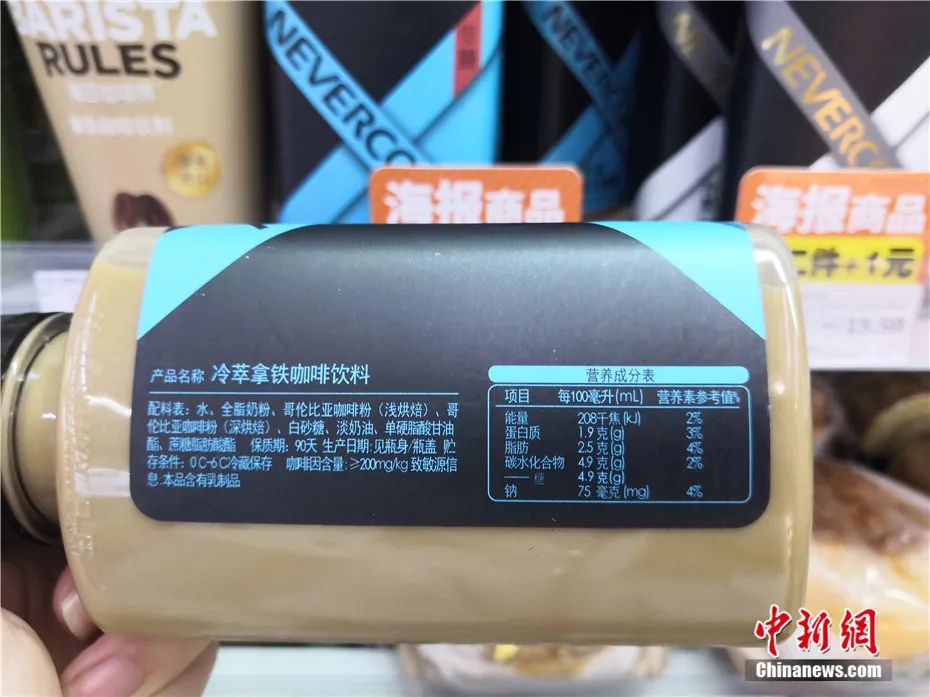 BARISTA
RULES
NEVERCO
低糖
NEVERCO
NEVERC
海报商品
海报商品
二件+1元
产品名称 冷萃拿铁咖啡饮料
配料表：水、全脂奶粉、哥伦比亚咖啡粉（浅烘焙）、哥
伦比亚咖啡粉（深烘焙）、白砂糖、淡奶油、单硬脂酸甘油
酯、蔗糖脂肪酸酯 保质期：90天 生产日期:见瓶身/瓶盖 贮
存条件：0℃-6℃冷藏保存 咖啡因含量：≥200mg/kg 致敏源信
息:本品含有乳制品
营养成分表
项目 每100毫升(mL) 营养素参考值%
能量 208千焦(kJ) 2%
蛋白质 1.9 克(g) 3%
脂肪 2.5 克(g) 4%
碳水化合物 4.9 克(g) 2%
—— 糖 4.9 克(g)
钠 75 毫克(mg) 4%
中新網
Chinanews.com